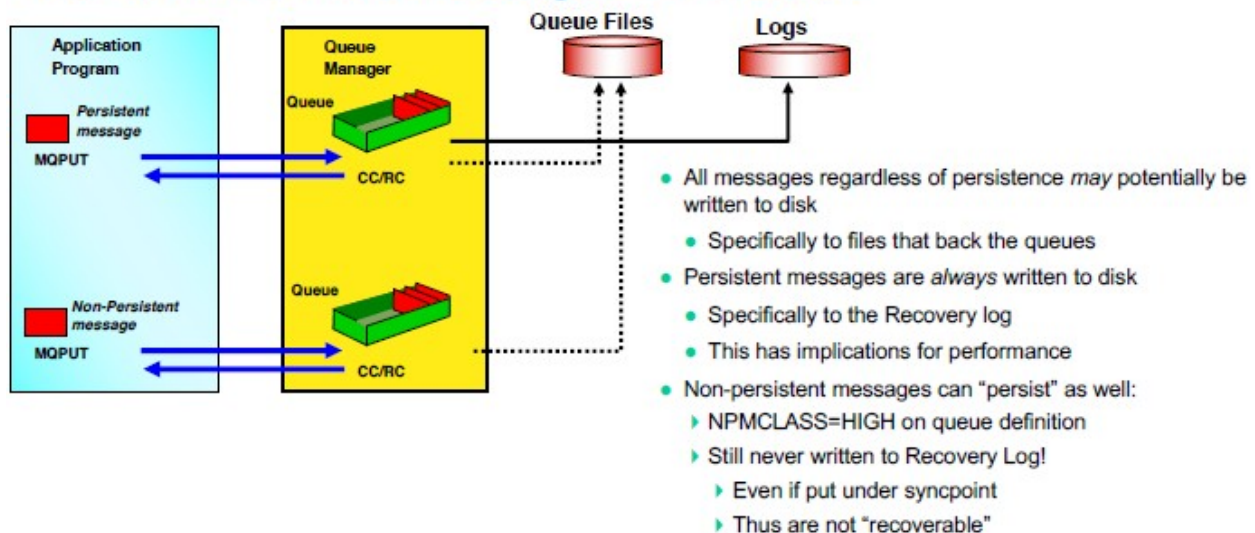 Queue Files
Logs
Application
Program
Queue
Manager
Persistent
message
MQPUT
Queue
CC/RC
Non-Persistent
message
MQPUT
Queue
CC/RC
• All messages regardless of persistence may potentially be
written to disk
• Specifically to files that back the queues
• Persistent messages are always written to disk
• Specifically to the Recovery log
• This has implications for performance
• Non-persistent messages can “persist” as well:
NPMCLASS=HIGH on queue definition
Still never written to Recovery Log!
Even if put under syncpoint
Thus are not “recoverable”